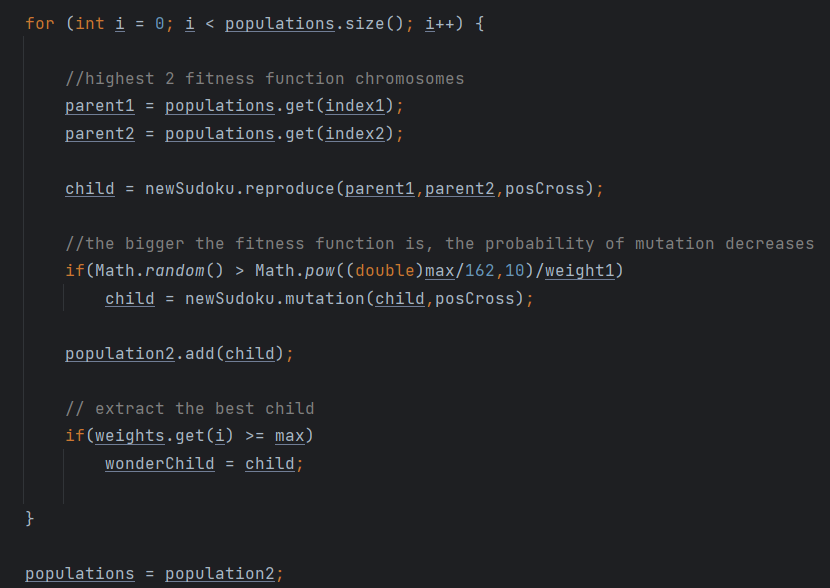 for (int i = 0; i < populations.size(); i++) {
//highest 2 fitness function chromosomes
parent1 = populations.get(index1);
parent2 = populations.get(index2);
child = newSudoku.reproduce(parent1,parent2,posCross);
//the bigger the fitness function is, the probability of mutation decreases
if(Math.random() > Math.pow((double)max/162,10)/weight1)
child = newSudoku.mutation(child,posCross);
population2.add(child);
// extract the best child
if(weights.get(i) >= max)
wonderChild = child;
}
populations = population2;